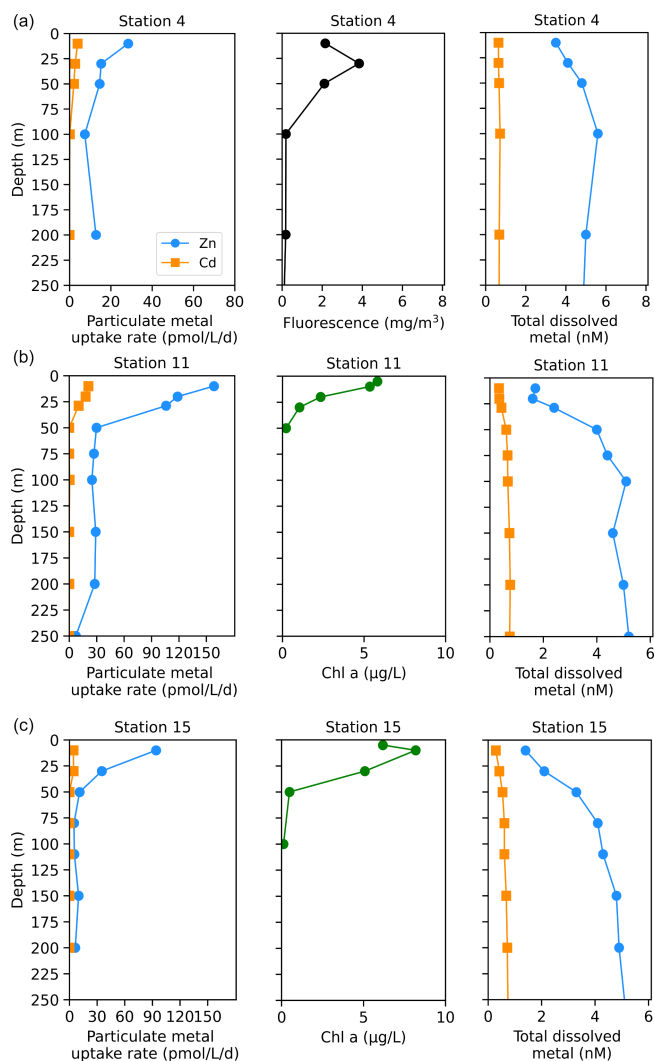 (a)
Station 4
Station 4
Station 4
0
25
50
75
100
125
150
175
200
225
250
Depth (m)
Zn
Cd
0 20 40 60 80
0 2 4 6 8
0 2 4 6 8
Particulate metal
uptake rate (pmol/L/d)
Fluorescence (mg/m³)
Total dissolved
metal (nM)
(b)
Station 11
Station 11
Station 11
0
25
50
75
100
125
150
175
200
225
250
Depth (m)
0 30 60 90 120 150
0 5 10
0 2 4 6
Particulate metal
uptake rate (pmol/L/d)
Chl a (µg/L)
Total dissolved
metal (nM)
(c)
Station 15
Station 15
Station 15
0
25
50
75
100
125
150
175
200
225
250
Depth (m)
0 30 60 90 120 150
0 5 10
0 2 4 6
Particulate metal
uptake rate (pmol/L/d)
Chl a (µg/L)
Total dissolved
metal (nM)